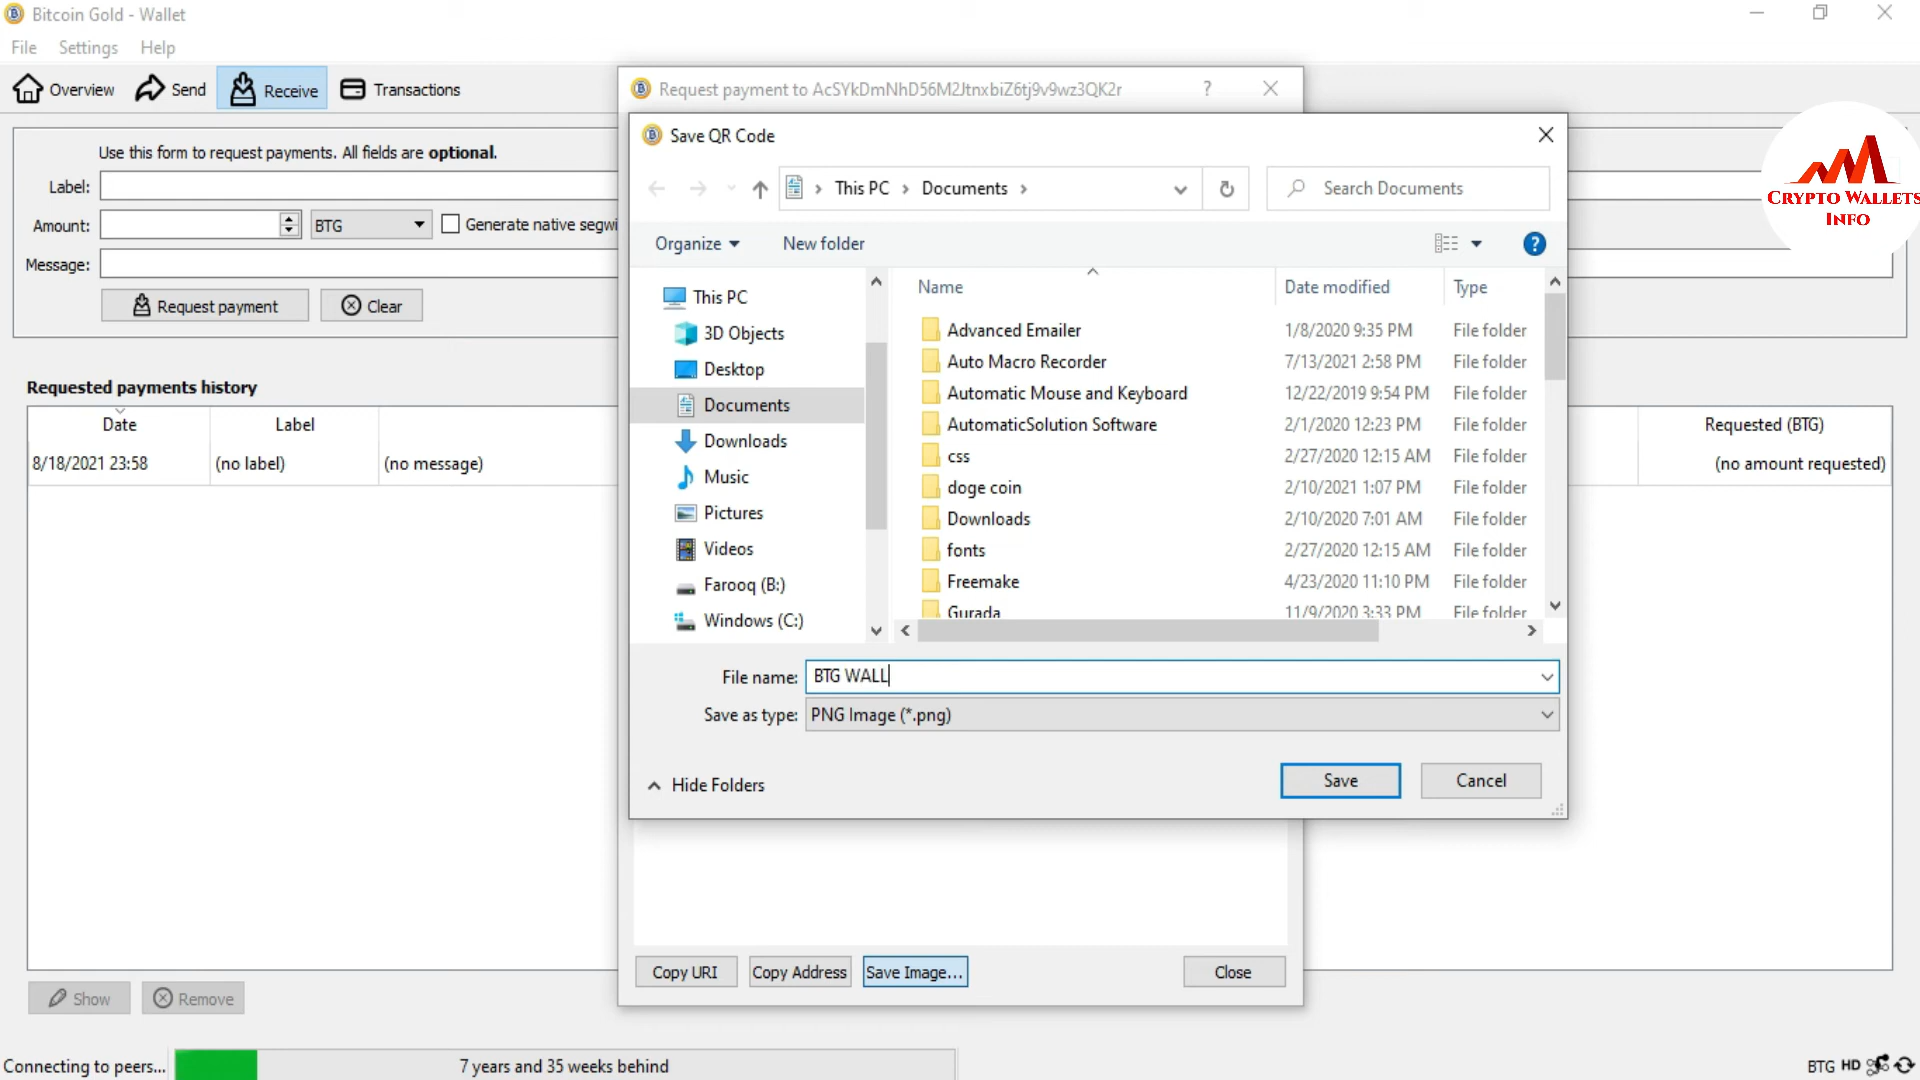 Bitcoin Gold - Wallet
File Settings Help
Overview Send Receive Transactions
Use this form to request payments. All fields are optional.
Label:
Amount: BTG Generate native segwi
Message:
Request payment Clear
Requested payments history
Date Label Requested (BTG)
8/18/2021 23:58 (no label) (no message) (no amount requested)
Show Remove
Connecting to peers... 7 years and 35 weeks behind
BTG HD
Request payment to AcSYkDmNhD56M2JtnxbiZ6tj9v9wz3QK2r ?
Save QR Code
This PC Documents
Search Documents
Organize New folder ?
This PC
3D Objects
Desktop
Documents
Downloads
Music
Pictures
Videos
Farooq (B:)
Windows (C:)
Name Date modified Type
Advanced Emailer 1/8/2020 9:35 PM File folder
Auto Macro Recorder 7/13/2021 2:58 PM File folder
Automatic Mouse and Keyboard 12/22/2019 9:54 PM File folder
AutomaticSolution Software 2/1/2020 12:23 PM File folder
css 2/27/2020 12:15 AM File folder
doge coin 2/10/2021 1:07 PM File folder
Downloads 2/10/2020 7:01 AM File folder
fonts 2/27/2020 12:15 AM File folder
Freemake 4/23/2020 11:10 PM File folder
Gurada 11/9/2020 3:33 PM File folder
File name: BTG WALL
Save as type: PNG Image (*.png)
Hide Folders
Save Cancel
Copy URI Copy Address Save Image... Close
Crypto Wallets
Info